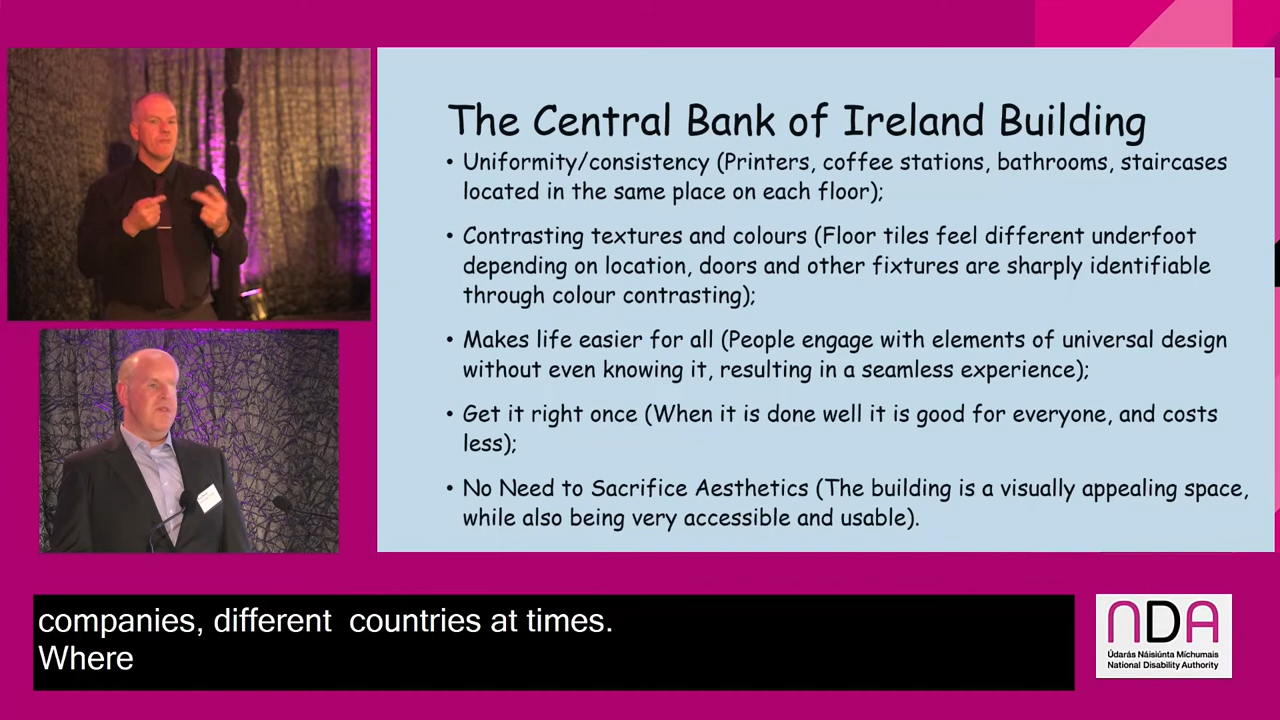 The Central Bank of Ireland Building
• Uniformity/consistency (Printers, coffee stations, bathrooms, staircases
located in the same place on each floor);
• Contrasting textures and colours (Floor tiles feel different underfoot
depending on location, doors and other fixtures are sharply identifiable
through colour contrasting);
• Makes life easier for all (People engage with elements of universal design
without even knowing it, resulting in a seamless experience);
• Get it right once (When it is done well it is good for everyone, and costs
less);
• No Need to Sacrifice Aesthetics (The building is a visually appealing space,
while also being very accessible and usable).
companies, different  countries at times.
Where
NDA
Údarás Náisiúnta Míchumais
National Disability Authority